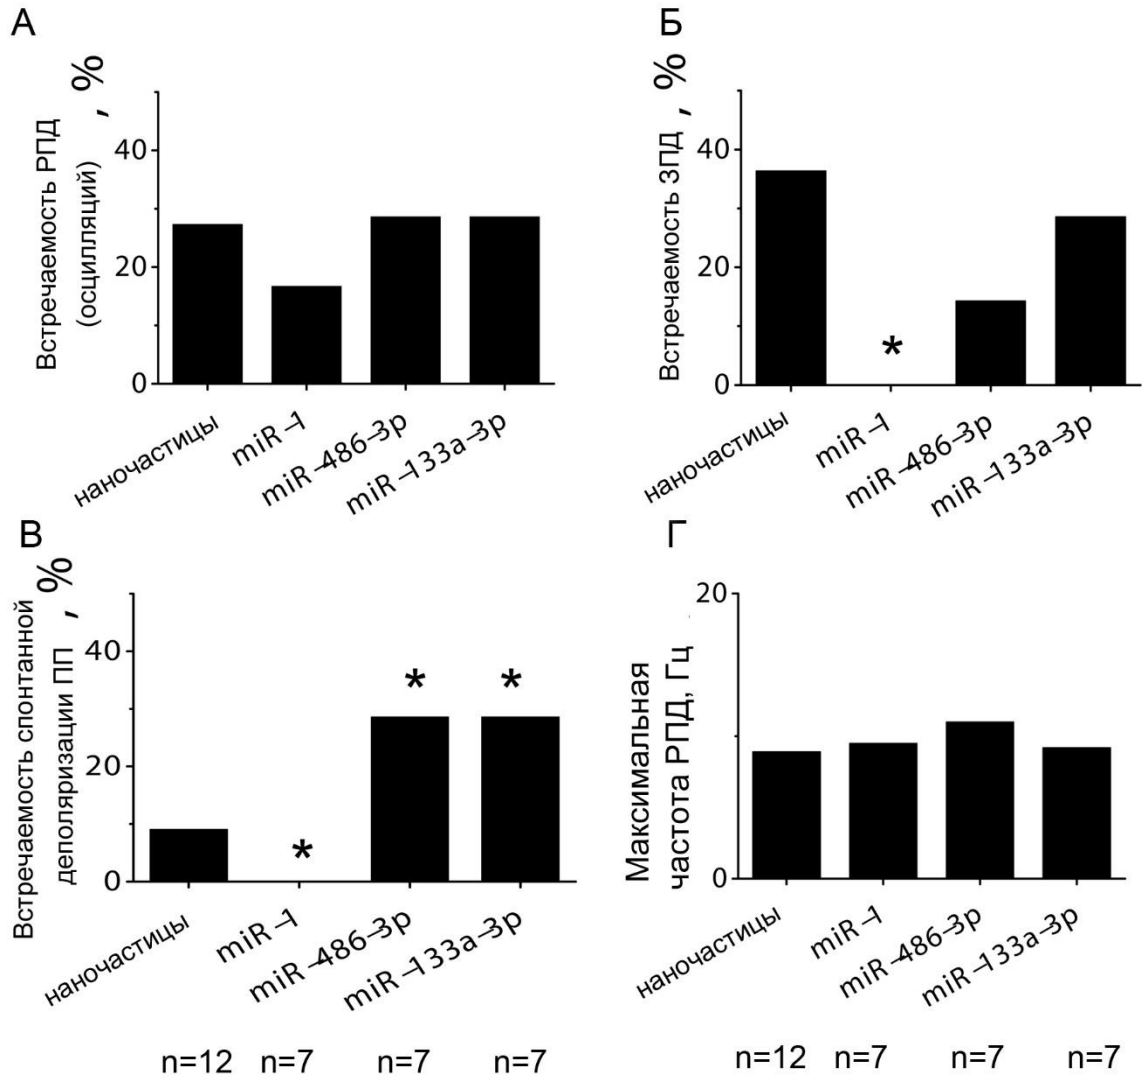 А
Встречаемость РПД
(осцилляций)
, %
40
20
0
наночастицы
miR-1
miR-486-3p
miR-133a-3p
Б
Встречаемость ЗПД , %
40
20
0
*
наночастицы
miR-1
miR-486-3p
miR-133a-3p
В
Встречаемость спонтанной
деполяризации ПП , %
40
20
0
*
*
*
наночастицы
miR-1
miR-486-3p
miR-133a-3p
n=12 n=7 n=7 n=7
Г
Максимальная
частота РПД, Гц
20
0
наночастицы
miR-1
miR-486-3p
miR-133a-3p
n=12 n=7 n=7 n=7